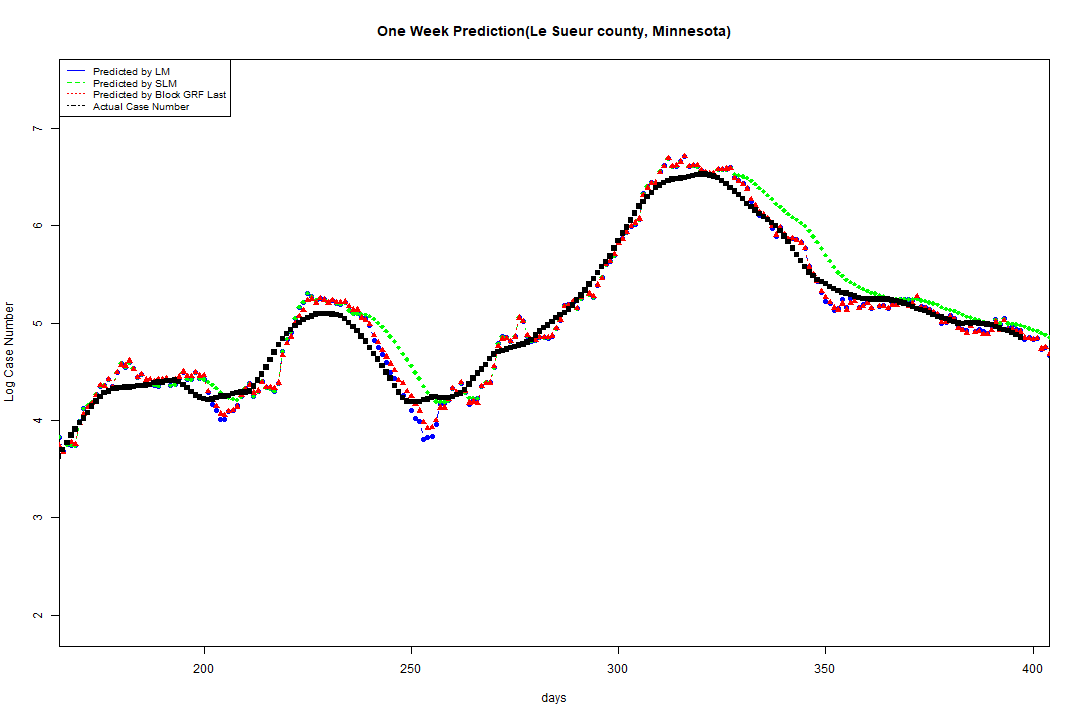 One Week Prediction(Le Sueur county, Minnesota)
Predicted by LM
Predicted by SLM
Predicted by Block GRF Last
Actual Case Number
Log Case Number
7
6
5
4
3
2
200 250 300 350 400
days